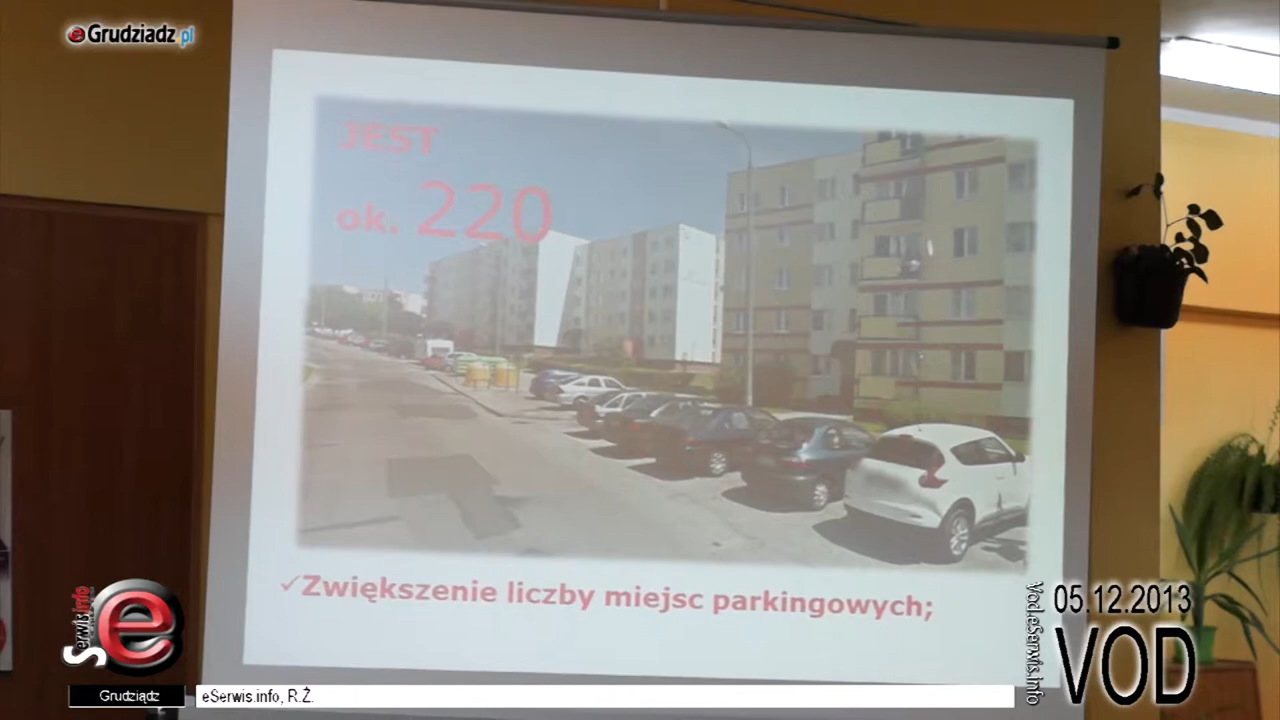 eGrudziadz.pl
JEST
ok. 220
✓Zwiększenie liczby miejsc parkingowych;
Serwis.info
e
Grudziądz
eSerwis.info, R.Ż.
Vod.eSerwis.info
05.12.2013
VOD